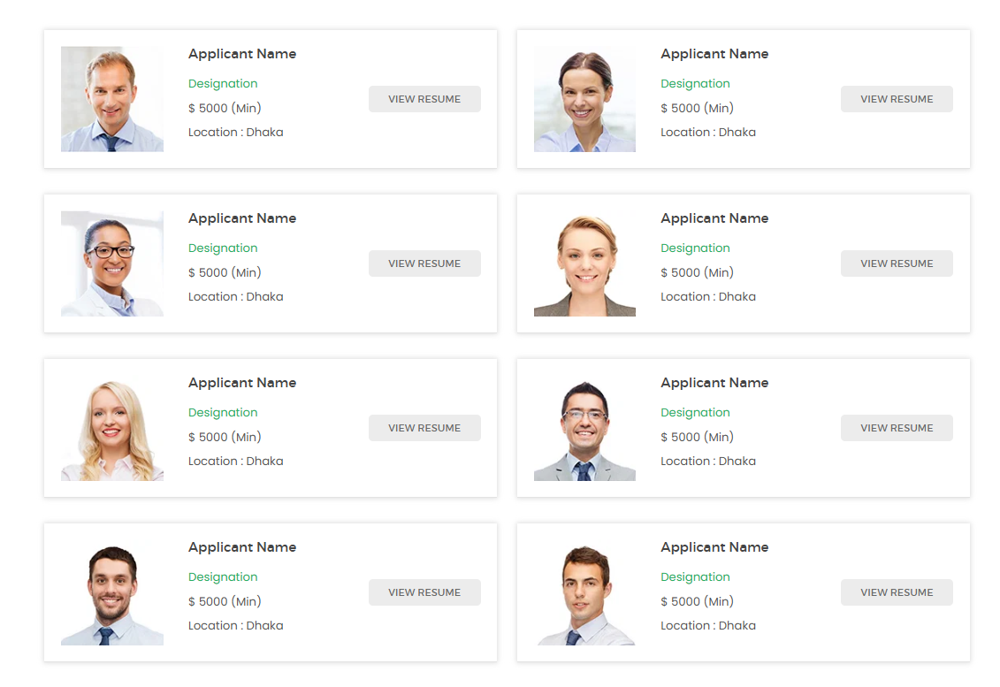 Applicant Name
Designation
$ 5000 (Min)
Location : Dhaka
VIEW RESUME
Applicant Name
Designation
$ 5000 (Min)
Location : Dhaka
VIEW RESUME
Applicant Name
Designation
$ 5000 (Min)
Location : Dhaka
VIEW RESUME
Applicant Name
Designation
$ 5000 (Min)
Location : Dhaka
VIEW RESUME
Applicant Name
Designation
$ 5000 (Min)
Location : Dhaka
VIEW RESUME
Applicant Name
Designation
$ 5000 (Min)
Location : Dhaka
VIEW RESUME
Applicant Name
Designation
$ 5000 (Min)
Location : Dhaka
VIEW RESUME
Applicant Name
Designation
$ 5000 (Min)
Location : Dhaka
VIEW RESUME